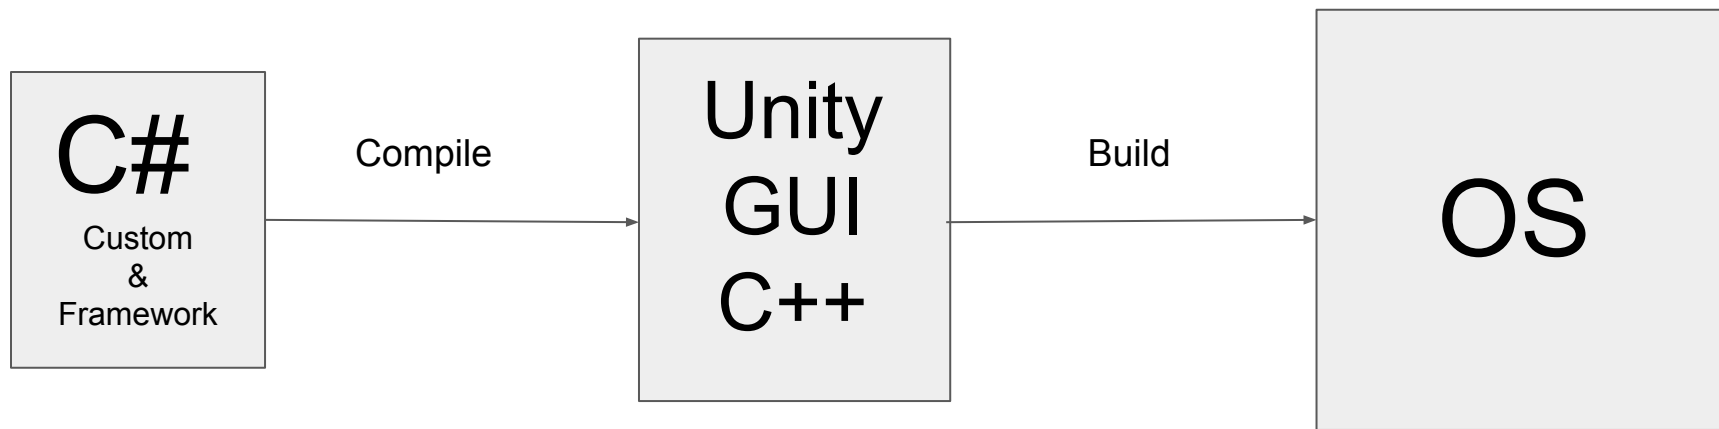 C#
Custom
&
Framework
Compile
Unity
GUI
C++
Build
OS